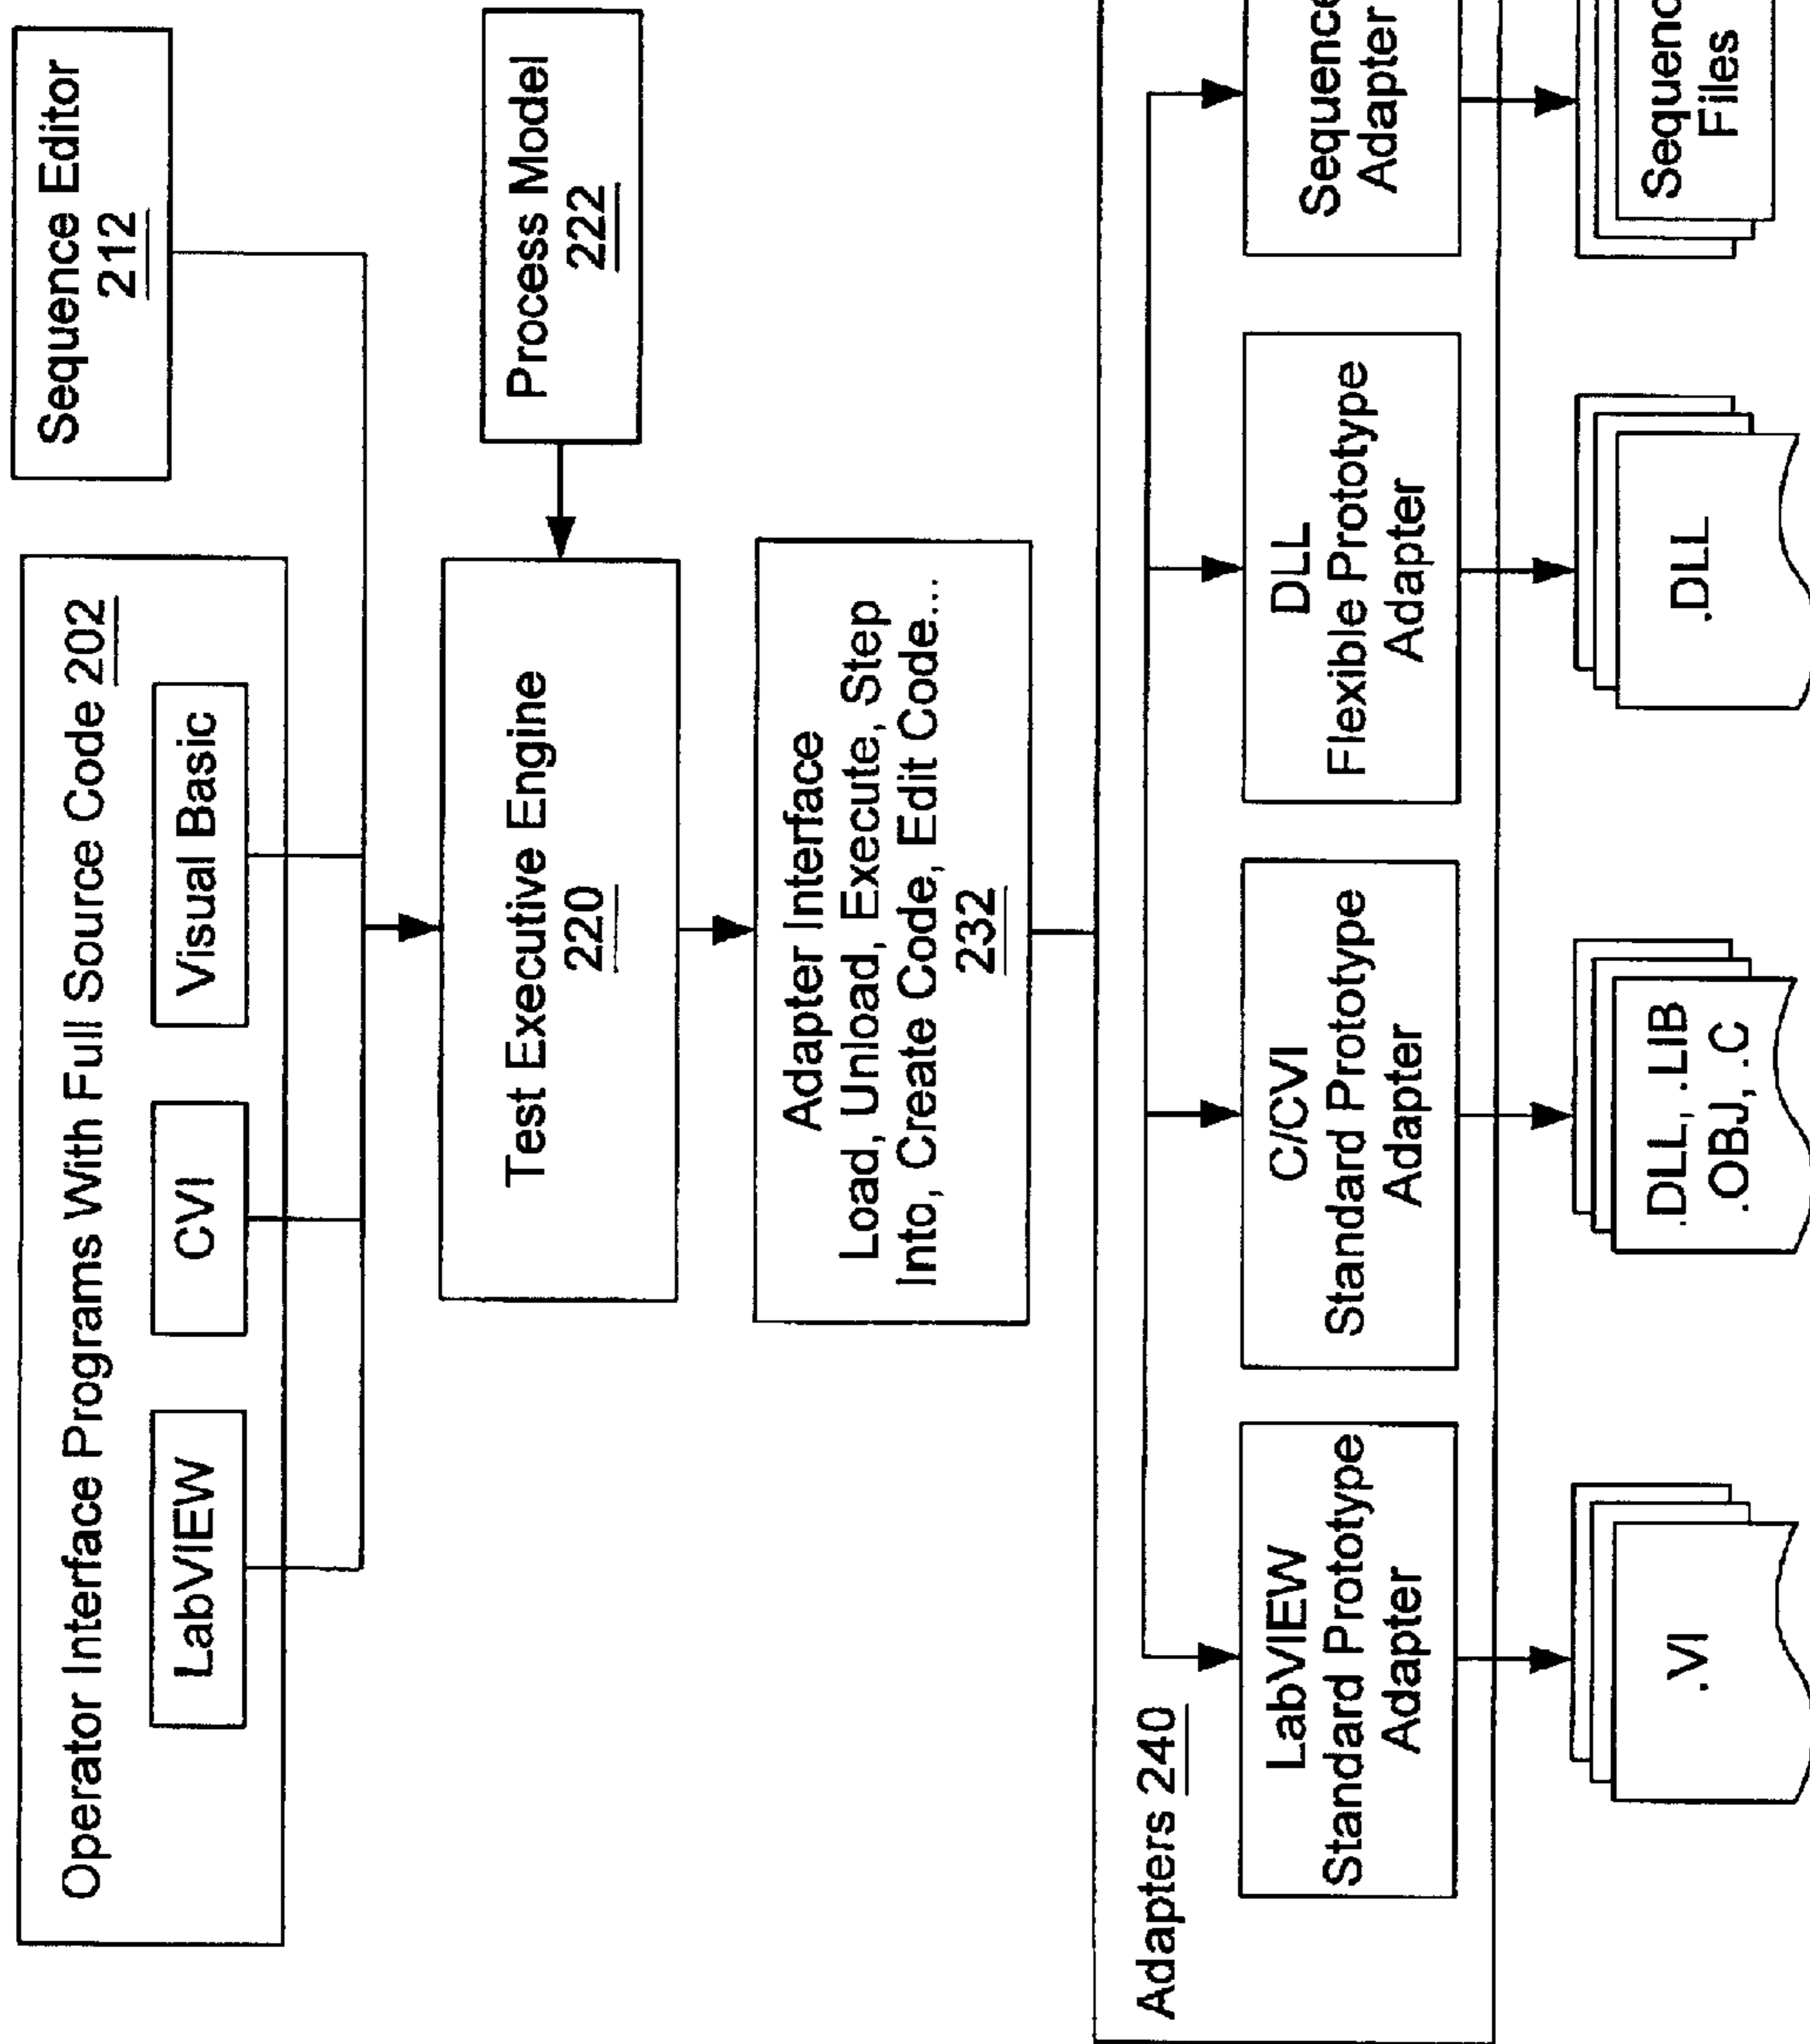 Operator Interface Programs With Full Source Code 202
LabVIEW
CVI
Visual Basic
Sequence Editor
212
Test Executive Engine
220
Process Model
222
Adapter Interface
Load, Unload, Execute, Step
Into, Create Code, Edit Code...
232
Adapters 240
LabVIEW
Standard Prototype
Adapter
C/CVI
Standard Prototype
Adapter
DLL
Flexible Prototype
Adapter
Sequence
Adapter
.VI
.DLL, .LIB
.OBJ, .C
.DLL
Sequenc
Files